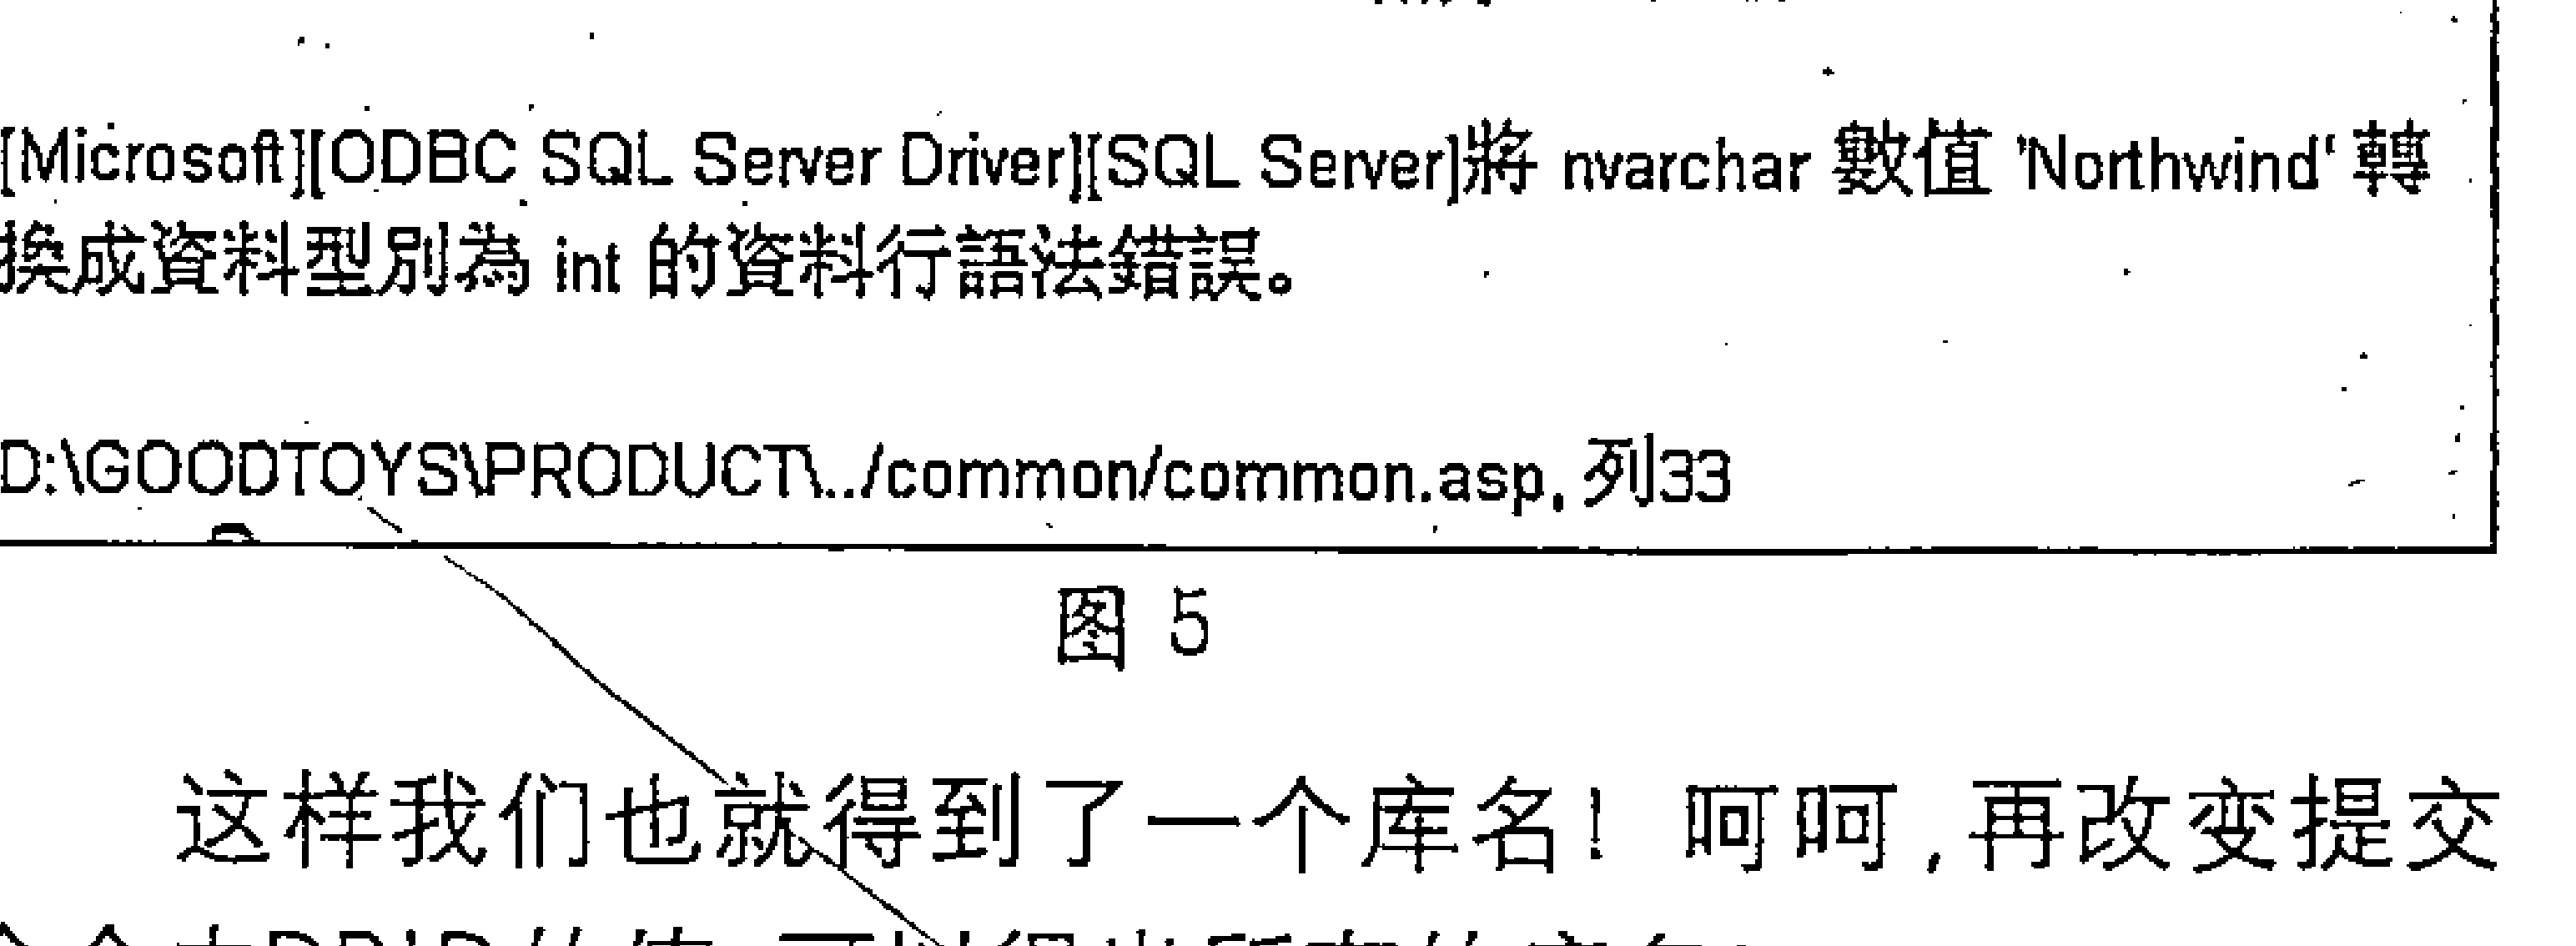 [Microsoft][ODBC SQL Server Driver][SQL Server]將 nvarchar 數值 'Northwind' 轉
換成資料型別為 int 的資料行語法錯誤。
D:\GOODTOYS\PRODUCT\../common/common.asp, 列33
图 5
这样我们也就得到了一个库名！呵呵,再改变提交